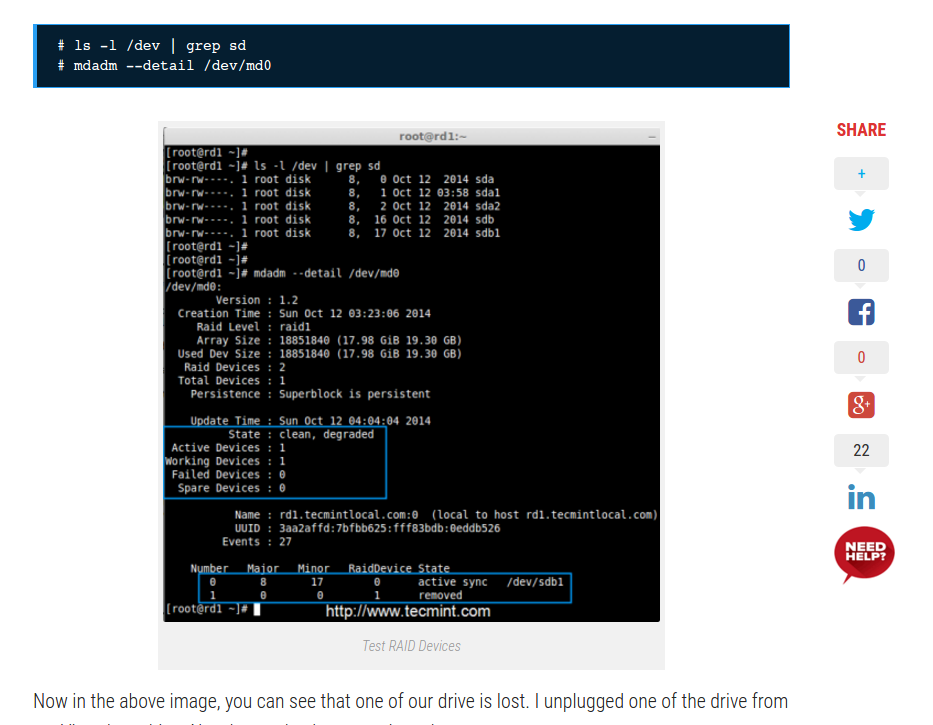 # ls -l /dev | grep sd
# mdadm --detail /dev/md0
root@rd1:~
[root@rd1 ~]#
[root@rd1 ~]# ls -l /dev | grep sd
brw-rw----. 1 root disk 8, 0 Oct 12 2014 sda
brw-rw----. 1 root disk 8, 1 Oct 12 03:58 sda1
brw-rw----. 1 root disk 8, 2 Oct 12 2014 sda2
brw-rw----. 1 root disk 8, 16 Oct 12 2014 sdb
brw-rw----. 1 root disk 8, 17 Oct 12 2014 sdb1
[root@rd1 ~]#
[root@rd1 ~]#
[root@rd1 ~]# mdadm --detail /dev/md0
/dev/md0:
Version : 1.2
Creation Time : Sun Oct 12 03:23:06 2014
Raid Level : raid1
Array Size : 18851840 (17.98 GiB 19.30 GB)
Used Dev Size : 18851840 (17.98 GiB 19.30 GB)
Raid Devices : 2
Total Devices : 1
Persistence : Superblock is persistent
Update Time : Sun Oct 12 04:04:04 2014
State : clean, degraded
Active Devices : 1
Working Devices : 1
Failed Devices : 0
Spare Devices : 0
Name : rd1.tecmintlocal.com:0 (local to host rd1.tecmintlocal.com)
UUID : 3aa2affd:7bfbb625:fff83bdb:0eddb526
Events : 27
Number Major Minor RaidDevice State
0 8 17 0 active sync /dev/sdb1
1 0 0 1 removed
[root@rd1 ~]#
http://www.tecmint.com
Test RAID Devices
Now in the above image, you can see that one of our drive is lost. I unplugged one of the drive from
SHARE
+
0
0
g+
22
in
NEED
HELP?